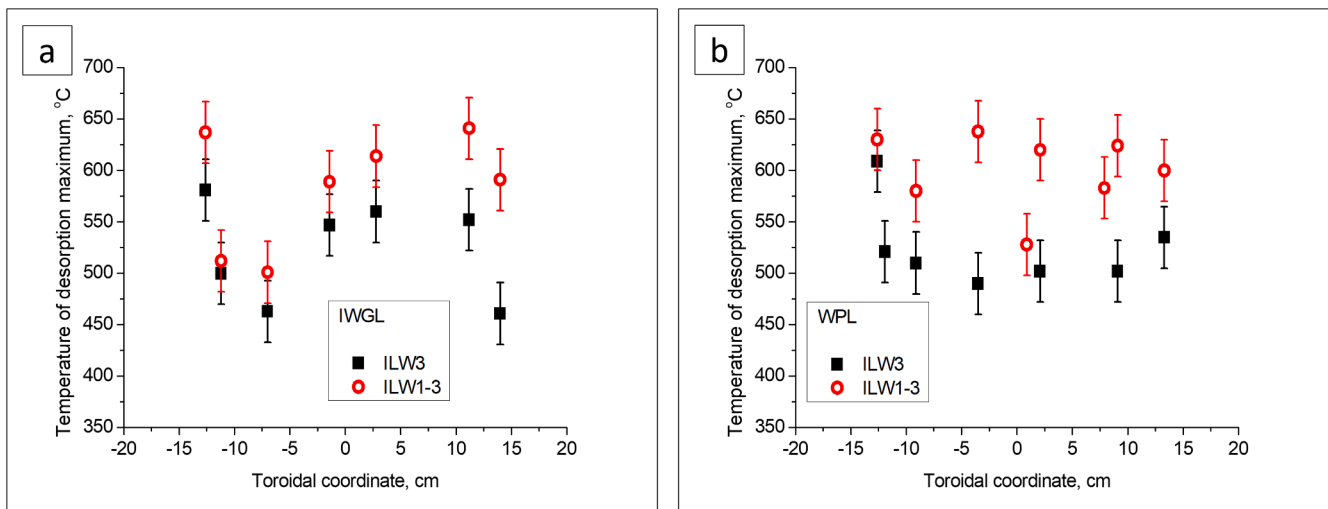 a
Temperature of desorption maximum, °C
700
650
600
550
500
450
400
350
-20
-15
-10
-5
0
5
10
15
20
Toroidal coordinate, cm
IWGL
ILW3
ILW1-3
b
Temperature of desorption maximum, °C
700
650
600
550
500
450
400
350
-20
-15
-10
-5
0
5
10
15
20
Toroidal coordinate, cm
WPL
ILW3
ILW1-3